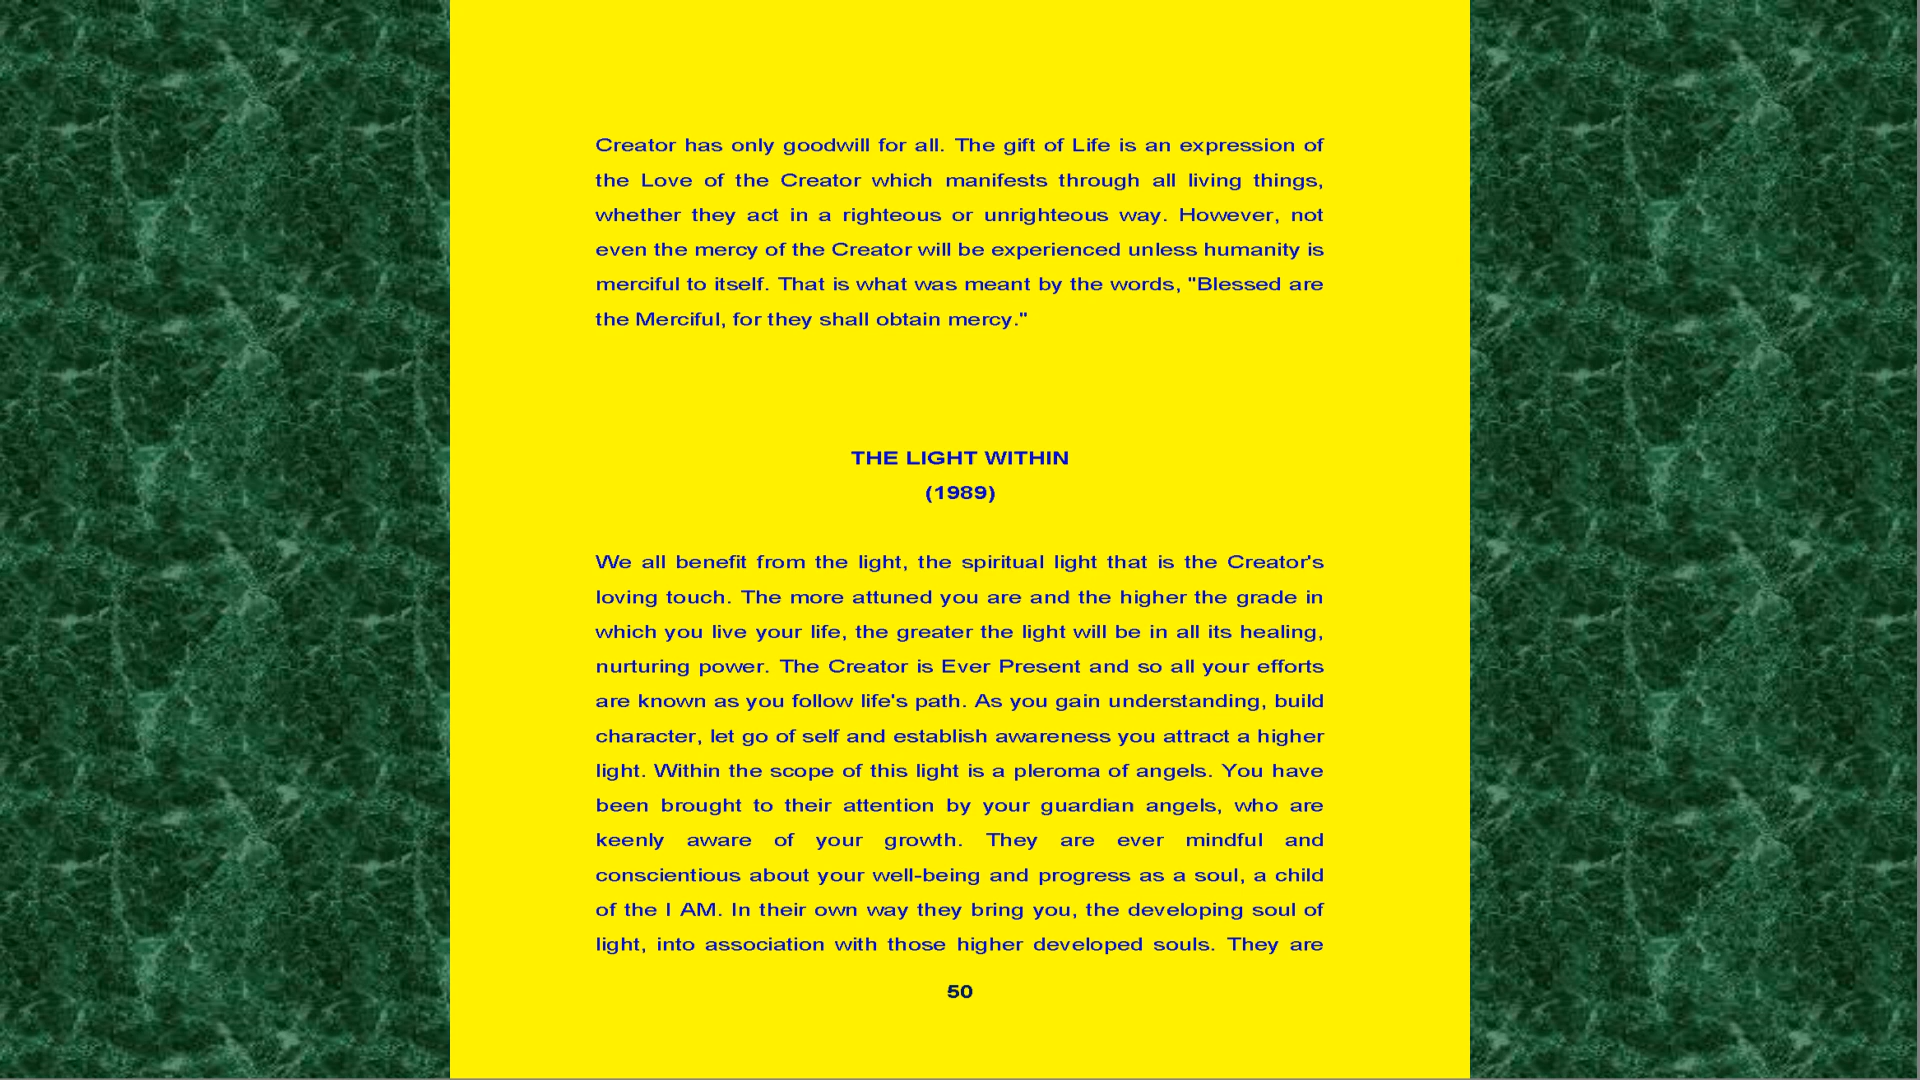 Creator has only goodwill for all. The gift of Life is an expression of
the Love of the Creator which manifests through all living things,
whether they act in a righteous or unrighteous way. However, not
even the mercy of the Creator will be experienced unless humanity is
merciful to itself. That is what was meant by the words, "Blessed are
the Merciful, for they shall obtain mercy."
THE LIGHT WITHIN
(1989)
We all benefit from the light, the spiritual light that is the Creator's
loving touch. The more attuned you are and the higher the grade in
which you live your life, the greater the light will be in all its healing,
nurturing power. The Creator is Ever Present and so all your efforts
are known as you follow life's path. As you gain understanding, build
character, let go of self and establish awareness you attract a higher
light. Within the scope of this light is a pleroma of angels. You have
been brought to their attention by your guardian angels, who are
keenly aware of your growth. They are ever mindful and
conscientious about your well-being and progress as a soul, a child
of the I AM. In their own way they bring you, the developing soul of
light, into association with those higher developed souls. They are
50